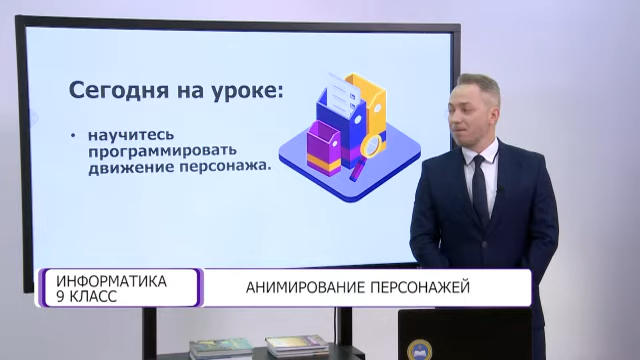 Сегодня на уроке:
• научитесь
программировать
движение персонажа.
ИНФОРМАТИКА
9 КЛАСС
АНИМИРОВАНИЕ ПЕРСОНАЖЕЙ